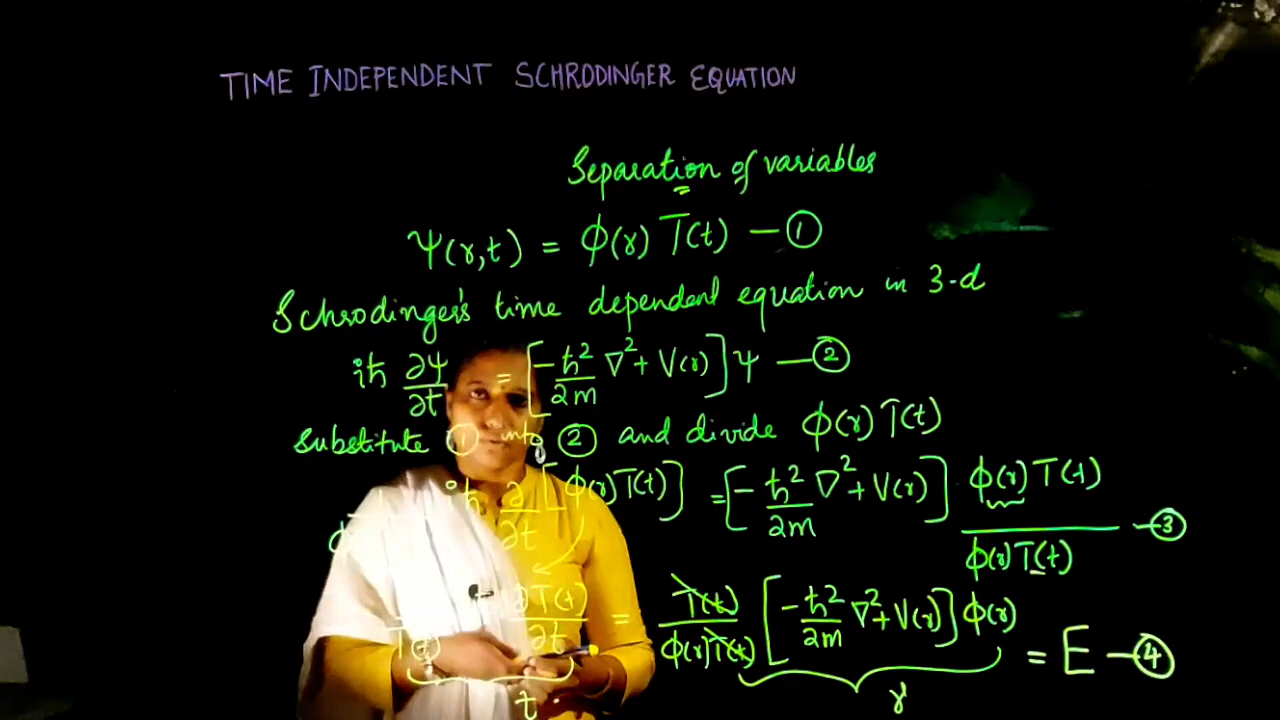 TIME INDEPENDENT SCHRODINGER EQUATION
Separation of variables
Ψ(r,t) = ϕ(r) T(t) — ①
Schrodinger's time dependent equation in 3-d
iħ ∂Ψ/∂t = [-ħ²/2m ∇² + V(r)] Ψ — ②
substitute ① into ② and divide ϕ(r) T(t)
iħ ∂/∂t [ϕ(r)T(t)] = [-ħ²/2m ∇² + V(r)] ϕ(r) T(t) / ϕ(r) T(t) — ③
∂T(t)/∂t = T(t)/ϕ(r)T(t) [-ħ²/2m ∇² + V(r)] ϕ(r) = E — ④
t r